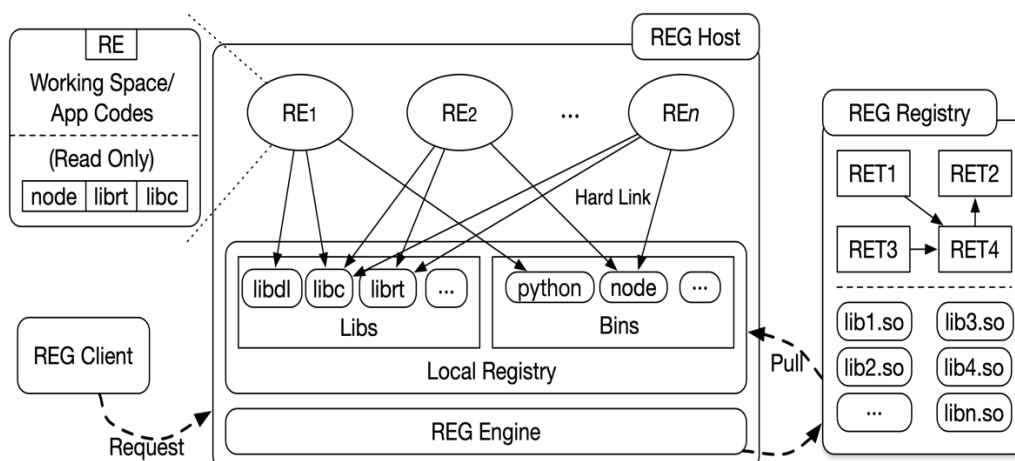 RE
Working Space/
App Codes
(Read Only)
node librt libc
REG Client
Request
REG Host
RE1
RE2
...
REn
Hard Link
libdl libc librt ...
Libs
python node ...
Bins
Local Registry
REG Engine
Pull
REG Registry
RET1 RET2
RET3 RET4
lib1.so lib3.so
lib2.so lib4.so
... libn.so